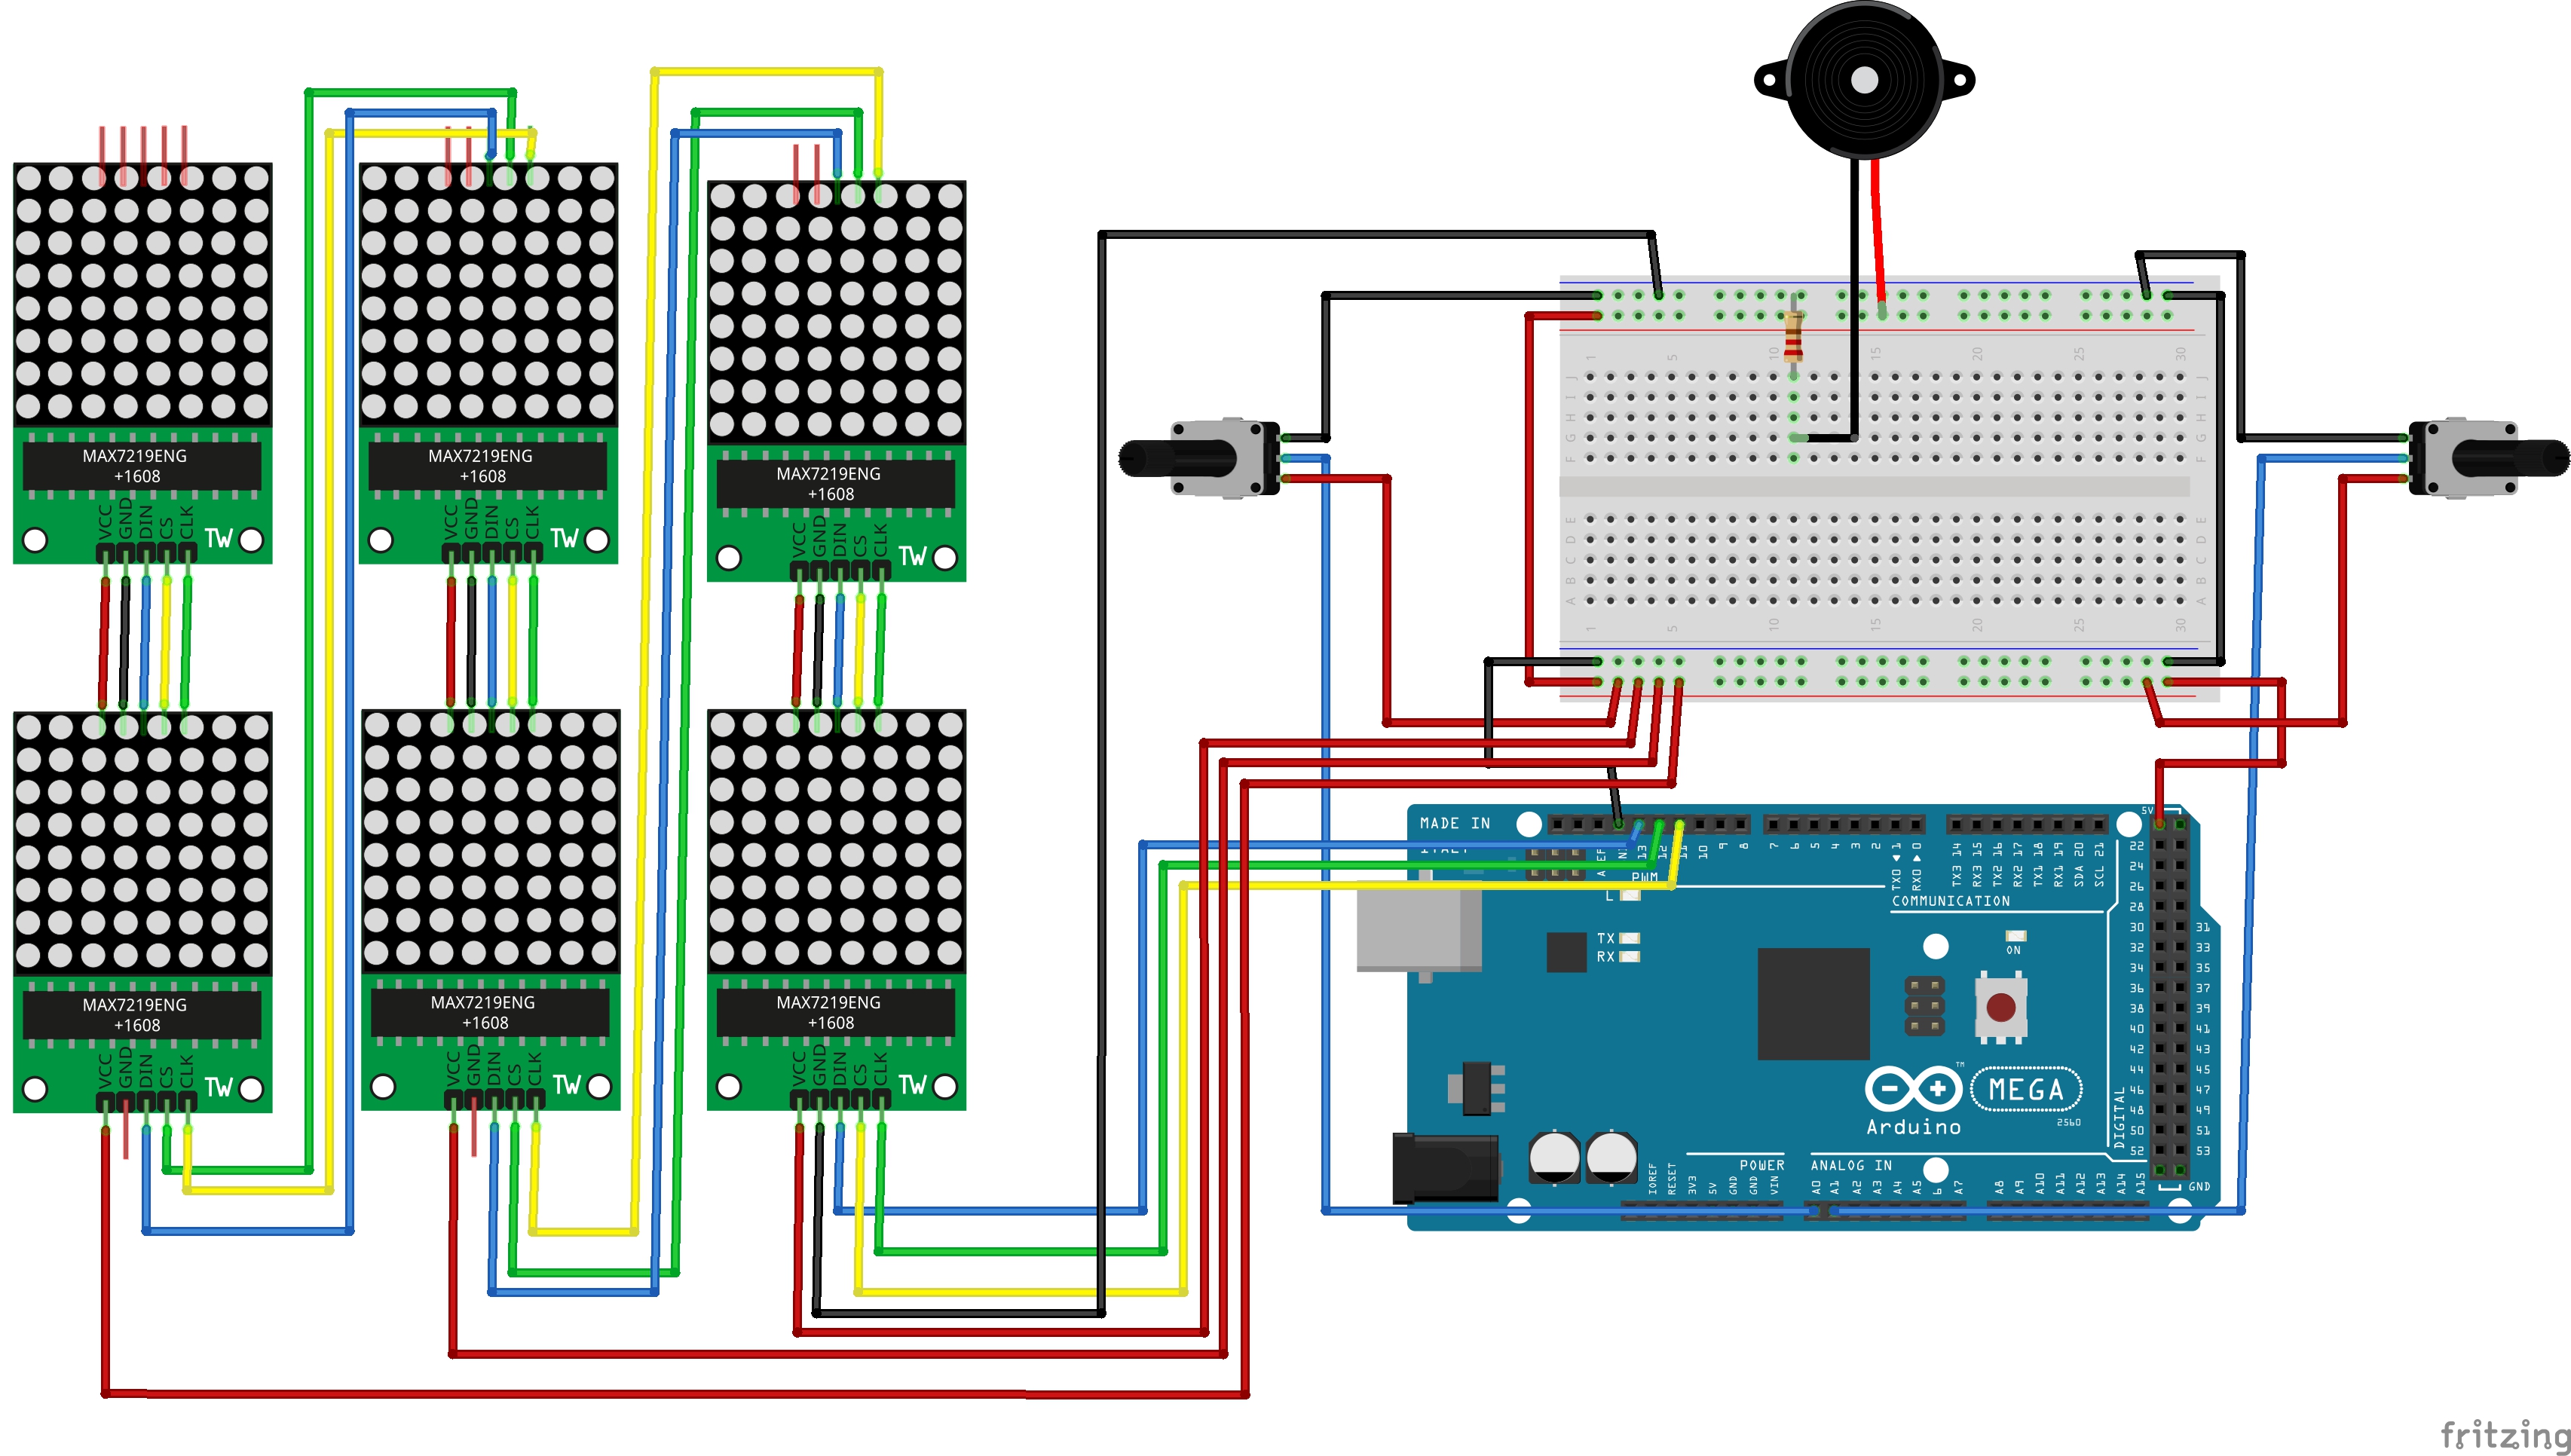 MAX7219ENG
+1608
VCC
GND
DIN
CS
CLK
TW
MAX7219ENG
+1608
VCC
GND
DIN
CS
CLK
TW
MAX7219ENG
+1608
VCC
GND
DIN
CS
CLK
TW
MAX7219ENG
+1608
VCC
GND
DIN
CS
CLK
TW
MAX7219ENG
+1608
VCC
GND
DIN
CS
CLK
TW
MAX7219ENG
+1608
VCC
GND
DIN
CS
CLK
TW
1 5 10 15 20 25 30
J J
I I
H H
G G
F F
E E
D D
C C
B B
A A
1 5 10 15 20 25 30
MADE IN
13 12 11 10 9 8
7 6 5 4 3 2 TX0 1 RX0 0
TX3 14 RX3 15 TX2 16 RX2 17 TX1 18 RX1 19 SDA 20 SCL 21
PWM
L
COMMUNICATION
TX
RX
ON
5V
22
24
26
28
30 31
32 33
34 35
36 37
38 39
40 41
42 43
44 45
46 47
48 49
50 51
52 53
GND
DIGITAL
TM
MEGA
2560
Arduino
POWER
ANALOG IN
IOREF RESET 3V3 5V GND GND VIN
A0 A1 A2 A3 A4 A5 6 A7
A8 A9 A10 A11 A12 A13 A14 A15
fritzing